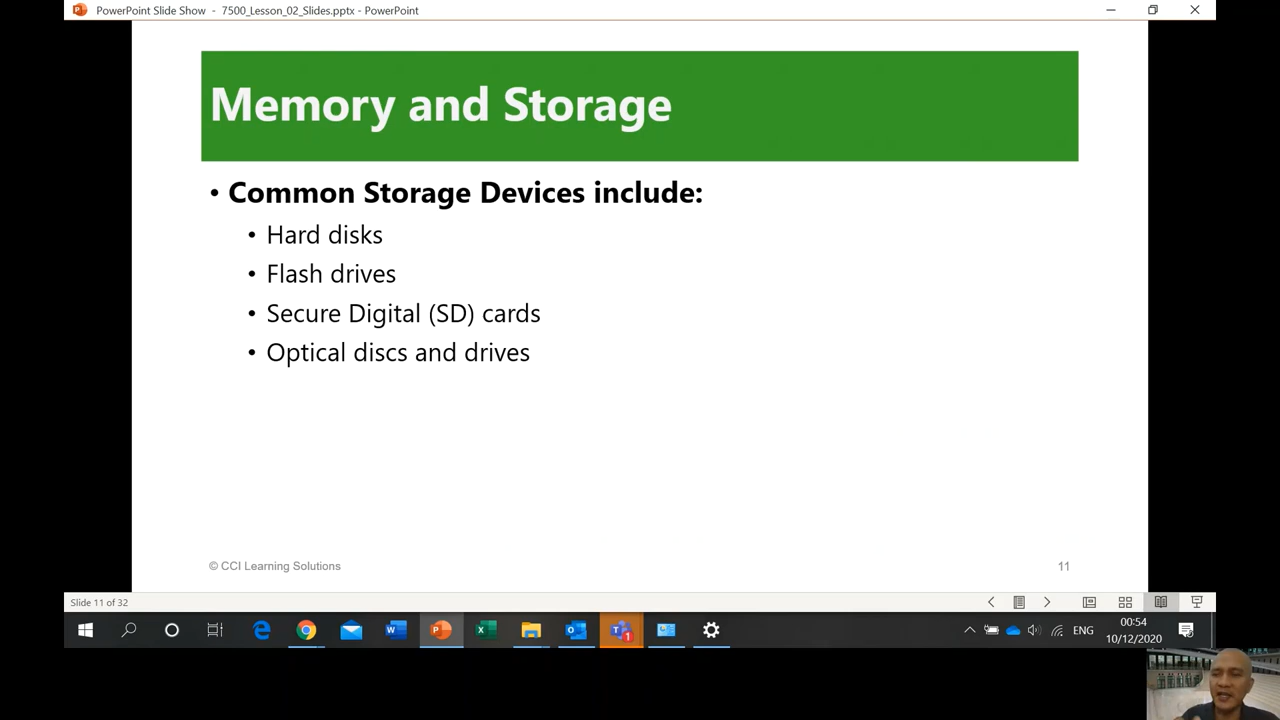 PowerPoint Slide Show - 7500_Lesson_02_Slides.pptx - PowerPoint
Memory and Storage
• Common Storage Devices include:
• Hard disks
• Flash drives
• Secure Digital (SD) cards
• Optical discs and drives
© CCI Learning Solutions
11
Slide 11 of 32
00:54
ENG
10/12/2020